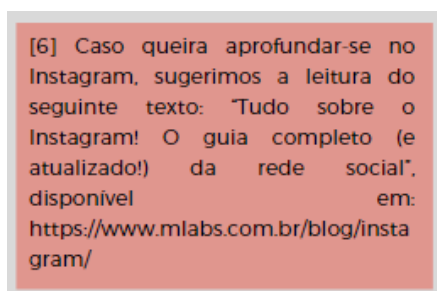 [6] Caso queira aprofundar-se no
Instagram, sugerimos a leitura do
seguinte texto: “Tudo sobre o
Instagram! O guia completo (e
atualizado!) da rede social”,
disponível em:
https://www.mlabs.com.br/blog/insta
gram/